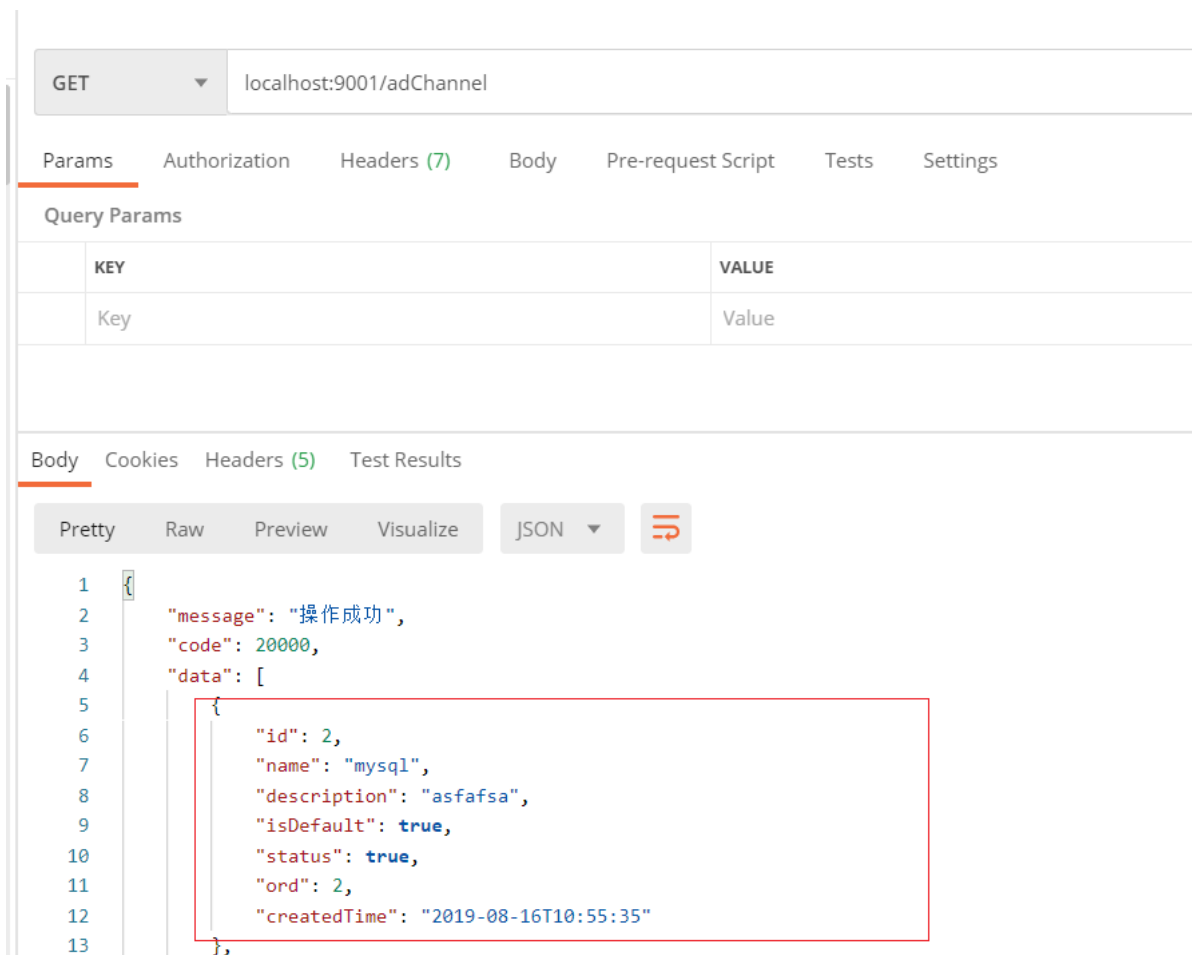 GET localhost:9001/adChannel
Params Authorization Headers (7) Body Pre-request Script Tests Settings
Query Params
KEY VALUE
Key Value
Body Cookies Headers (5) Test Results
Pretty Raw Preview Visualize JSON
1 {
2 "message": "操作成功",
3 "code": 20000,
4 "data": [
5 {
6 "id": 2,
7 "name": "mysql",
8 "description": "asfafsa",
9 "isDefault": true,
10 "status": true,
11 "ord": 2,
12 "createdTime": "2019-08-16T10:55:35"
13 },